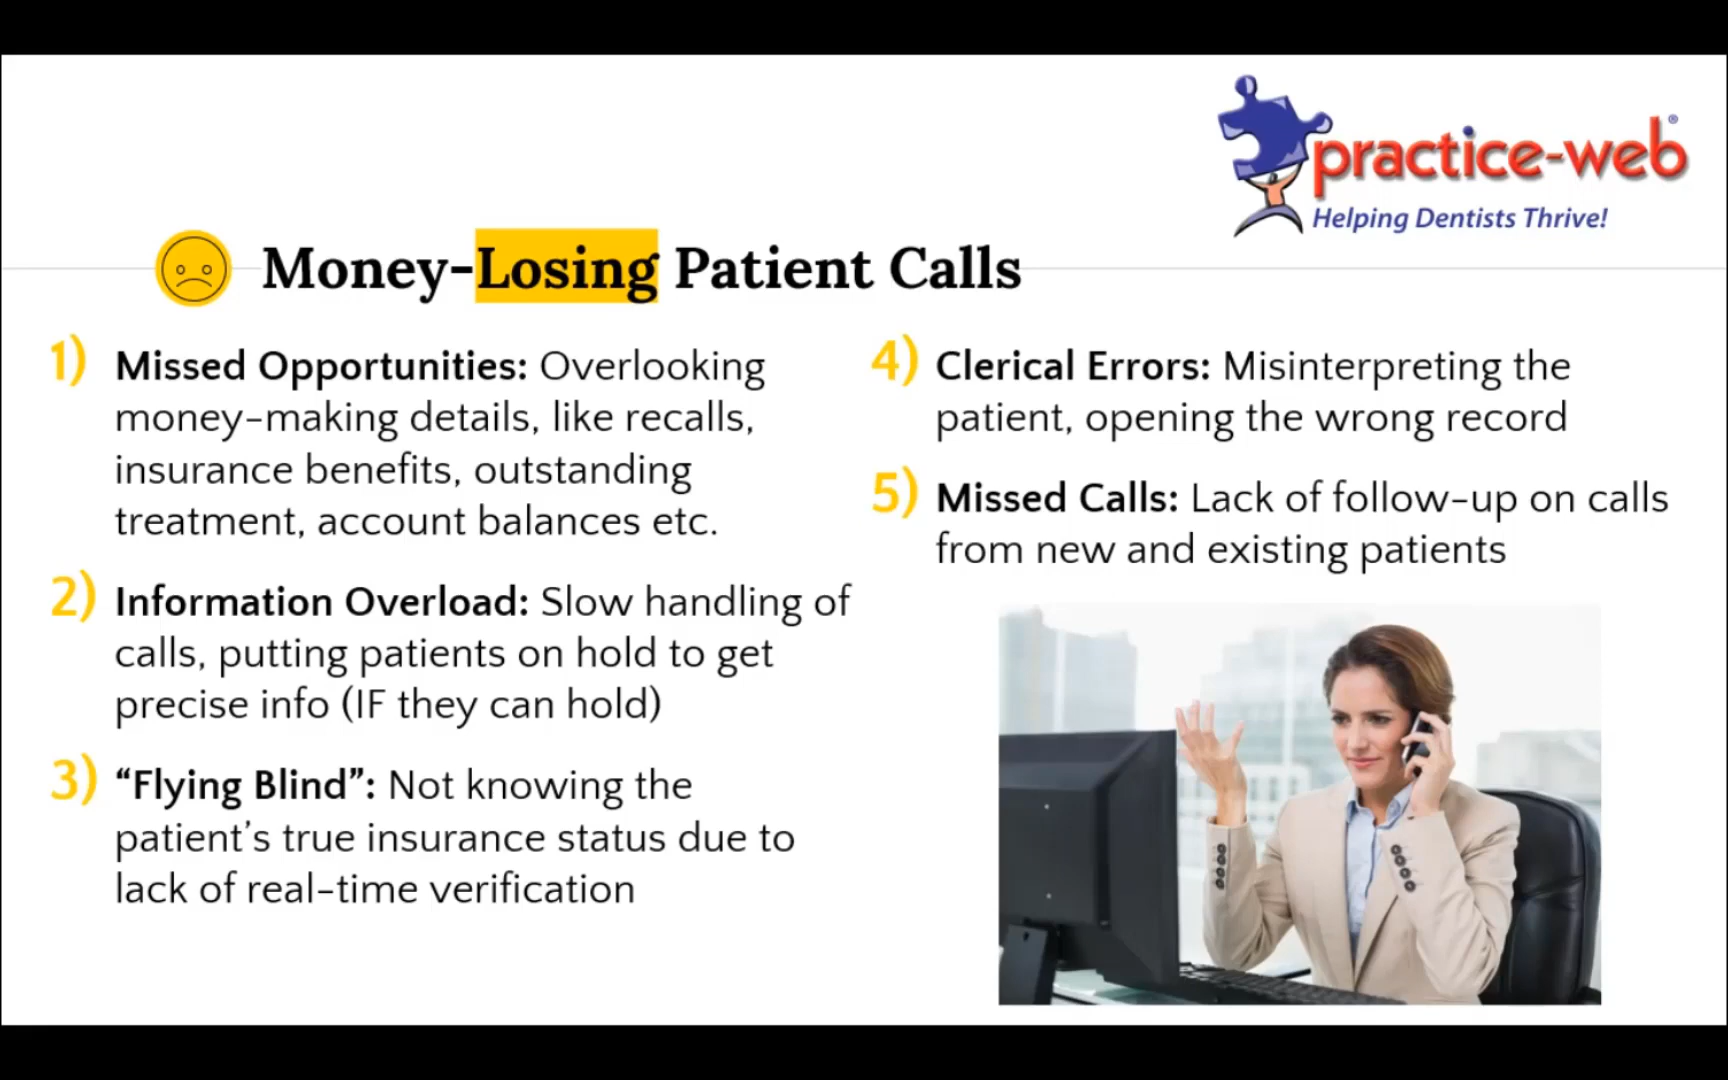 practice-web®
Helping Dentists Thrive!
Money-Losing Patient Calls
1) Missed Opportunities: Overlooking
money-making details, like recalls,
insurance benefits, outstanding
treatment, account balances etc.
2) Information Overload: Slow handling of
calls, putting patients on hold to get
precise info (IF they can hold)
3) “Flying Blind”: Not knowing the
patient’s true insurance status due to
lack of real-time verification
4) Clerical Errors: Misinterpreting the
patient, opening the wrong record
5) Missed Calls: Lack of follow-up on calls
from new and existing patients